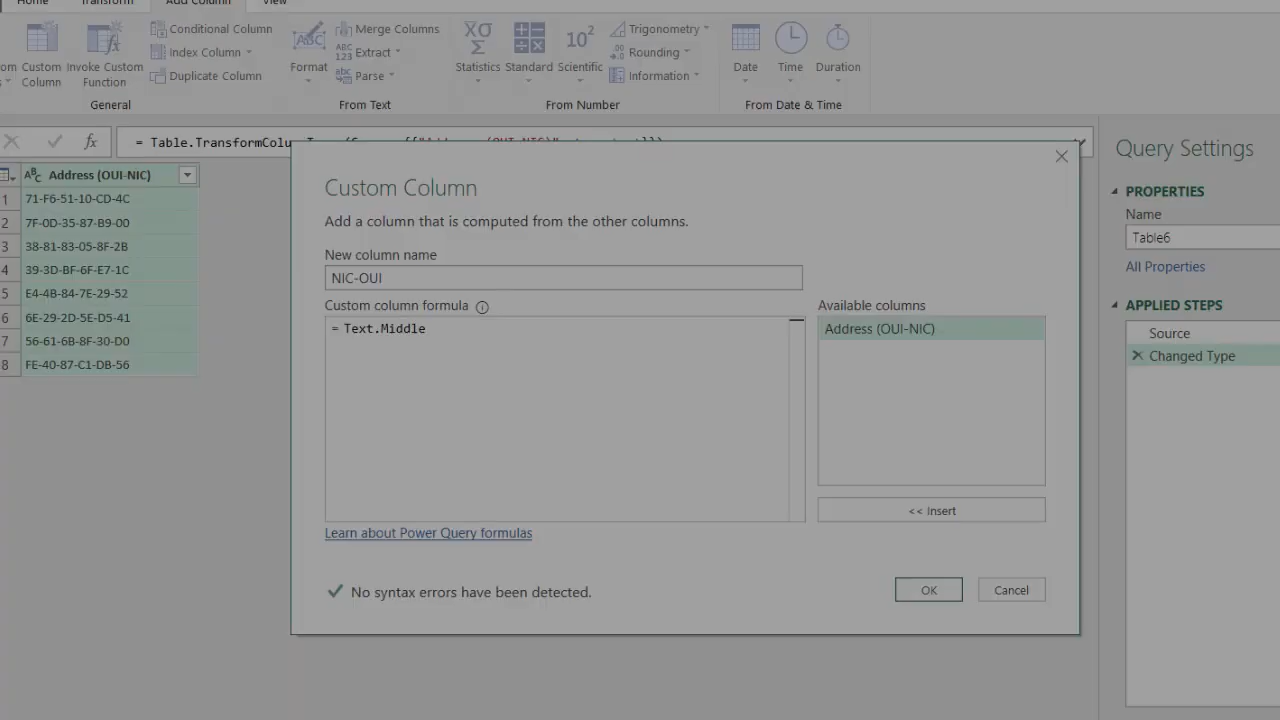 Home Transform Add Column View
Conditional Column
Index Column
Duplicate Column
Custom Column
Invoke Custom Function
General
Format
Merge Columns
Extract
Parse
From Text
Statistics
Standard
Scientific
Trigonometry
Rounding
Information
From Number
Date
Time
Duration
From Date & Time
fx
Address (OUI-NIC)
1 71-F6-51-10-CD-4C
2 7F-0D-35-87-B9-00
3 38-81-83-05-8F-2B
4 39-3D-BF-6F-E7-1C
5 E4-4B-84-7E-29-52
6 6E-29-2D-5E-D5-41
7 56-61-6B-8F-30-D0
8 FE-40-87-C1-DB-56
Custom Column
Add a column that is computed from the other columns.
New column name
NIC-OUI
Custom column formula
= Text.Middle
Available columns
Address (OUI-NIC)
<< Insert
Learn about Power Query formulas
No syntax errors have been detected.
OK
Cancel
Query Settings
PROPERTIES
Name
Table6
All Properties
APPLIED STEPS
Source
Changed Type